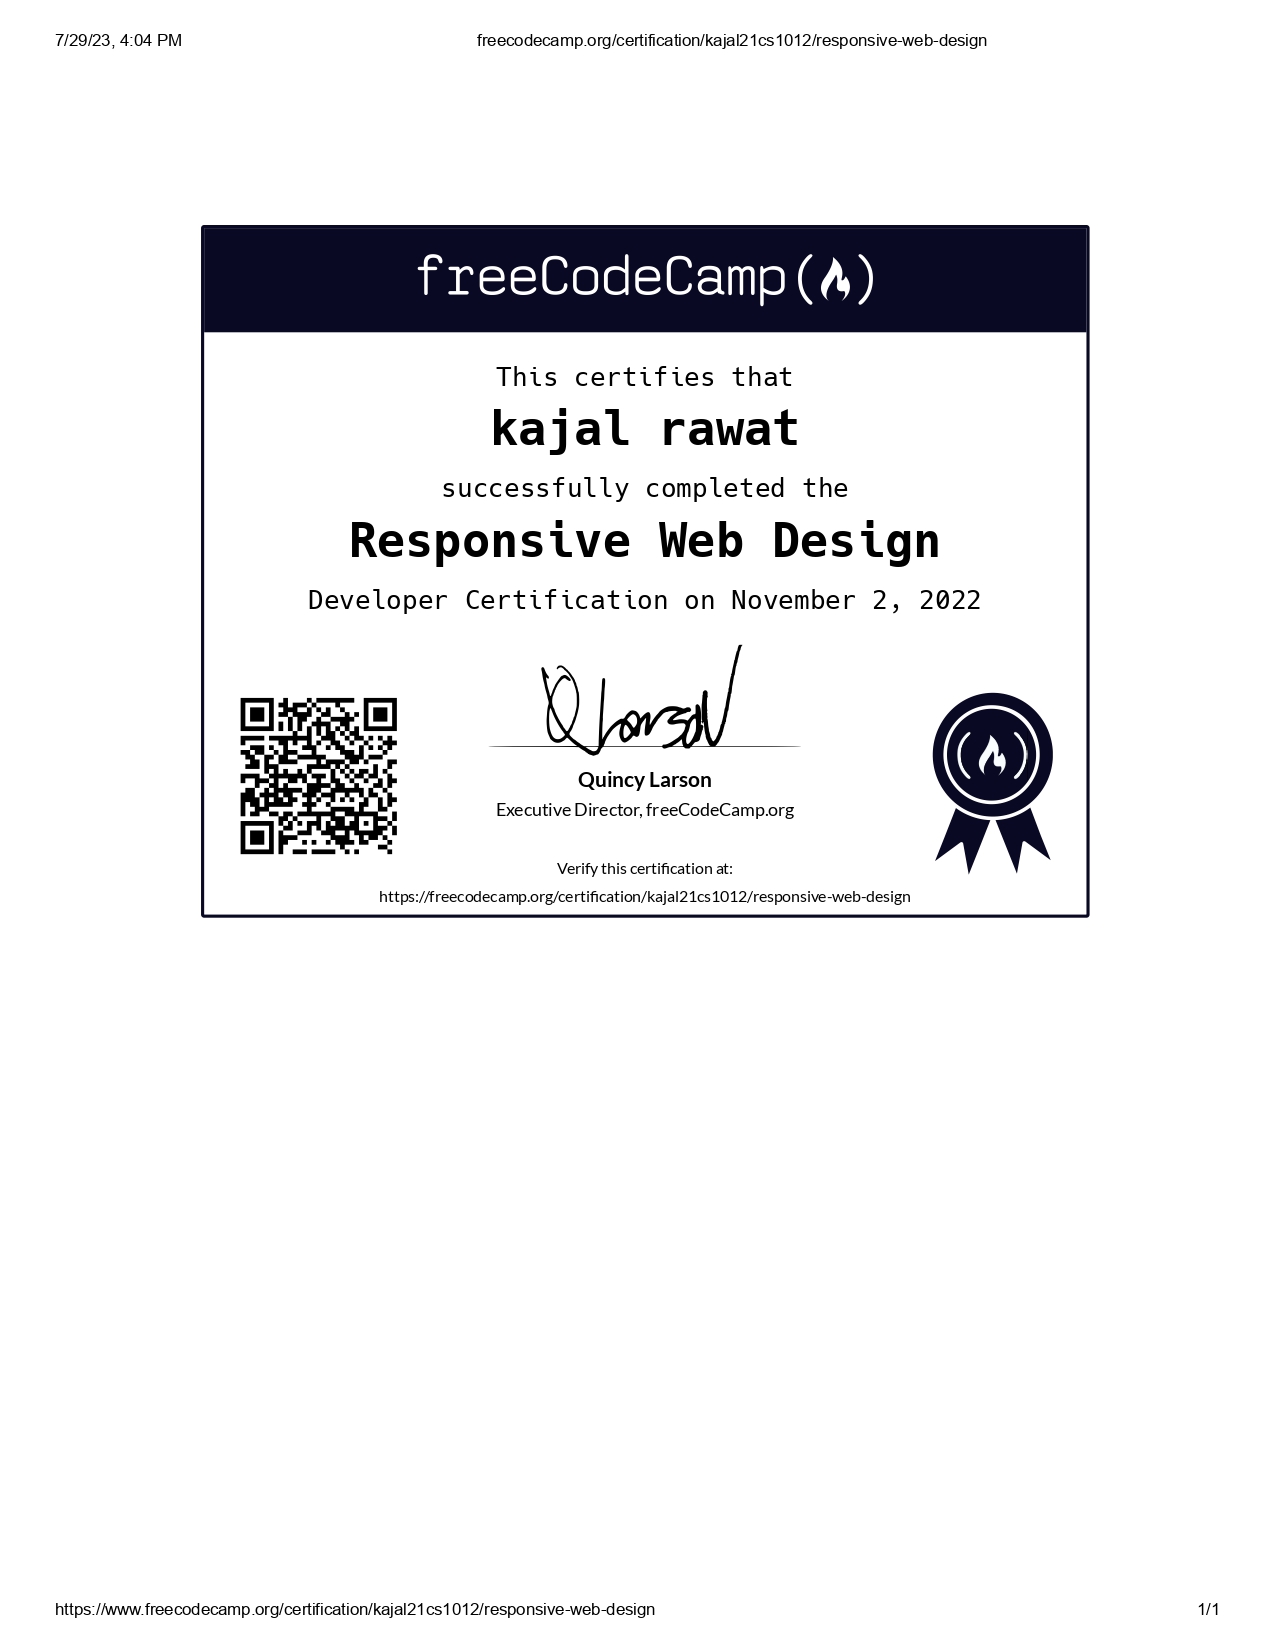 7/29/23, 4:04 PM
freecodecamp.org/certification/kajal21cs1012/responsive-web-design
freeCodeCamp
This certifies that
kajal rawat
successfully completed the
Responsive Web Design
Developer Certification on November 2, 2022
Q Larson
Quincy Larson
Executive Director, freeCodeCamp.org
Verify this certification at:
https://freecodecamp.org/certification/kajal21cs1012/responsive-web-design
https://www.freecodecamp.org/certification/kajal21cs1012/responsive-web-design
1/1